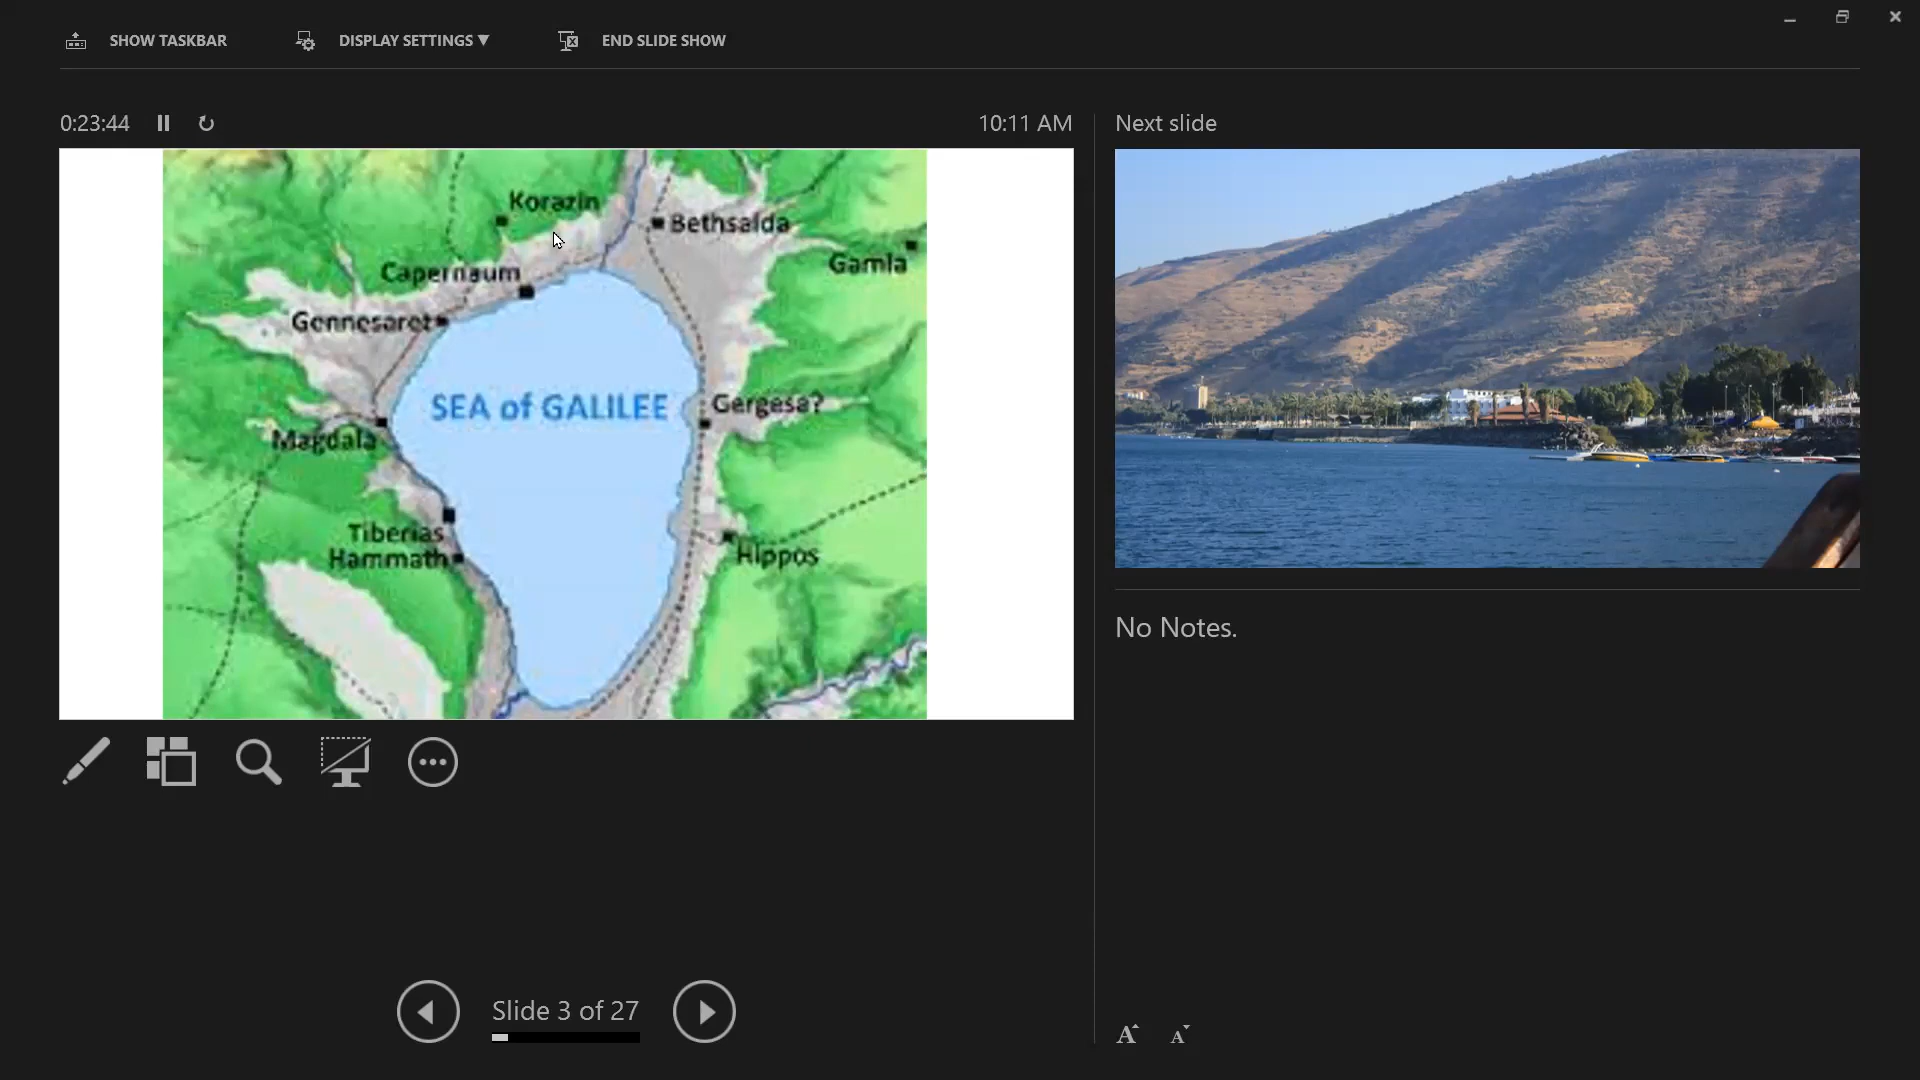 SHOW TASKBAR
DISPLAY SETTINGS ▼
END SLIDE SHOW
0:23:44
10:11 AM
Next slide
Korazin
Bethsaida
Gamla
Capernaum
Gennesaret
SEA of GALILEE
Gergesa?
Magdala
Tiberias
Hammath
Hippos
No Notes.
Slide 3 of 27
A
A